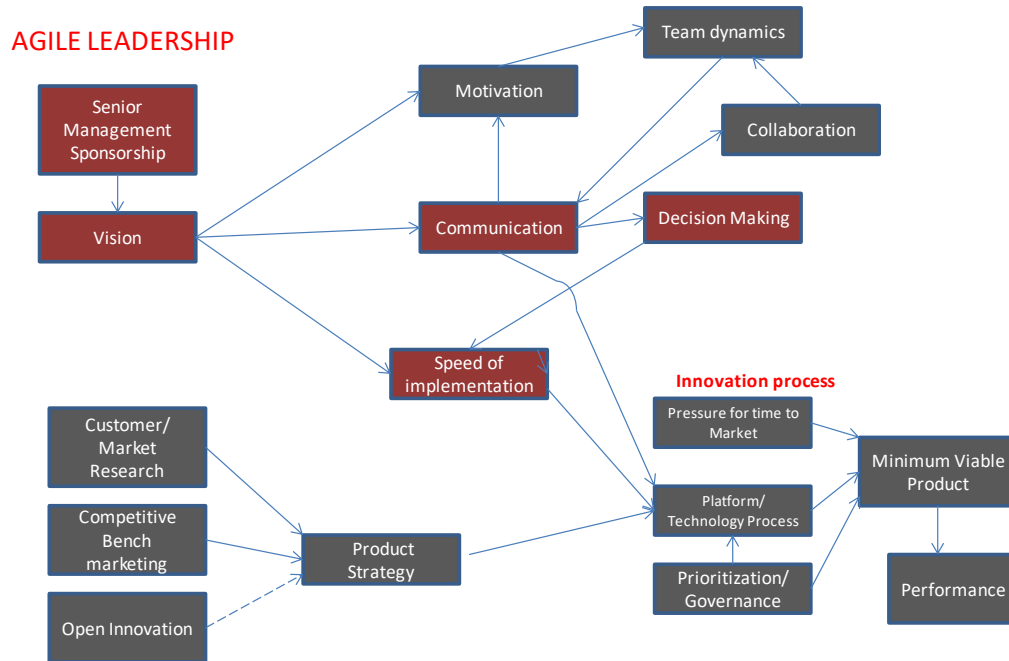 AGILE LEADERSHIP
Team dynamics
Senior
Management
Sponsorship
Motivation
Collaboration
Vision
Communication
Decision Making
Speed of
implementation
Innovation process
Pressure for time to
Market
Customer/
Market
Research
Minimum Viable
Product
Competitive
Bench
marketing
Platform/
Technology Process
Product
Strategy
Prioritization/
Governance
Performance
Open Innovation